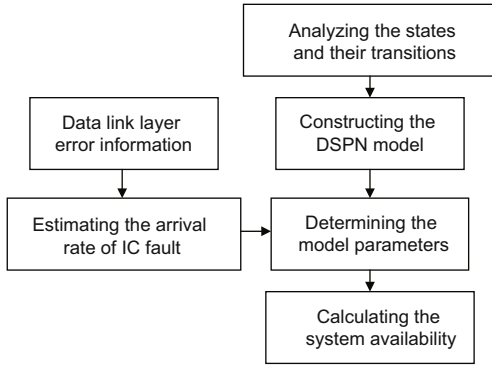 Analyzing the states
and their transitions
Data link layer
error information
Constructing the
DSPN model
Estimating the arrival
rate of IC fault
Determining the
model parameters
Calculating the
system availability